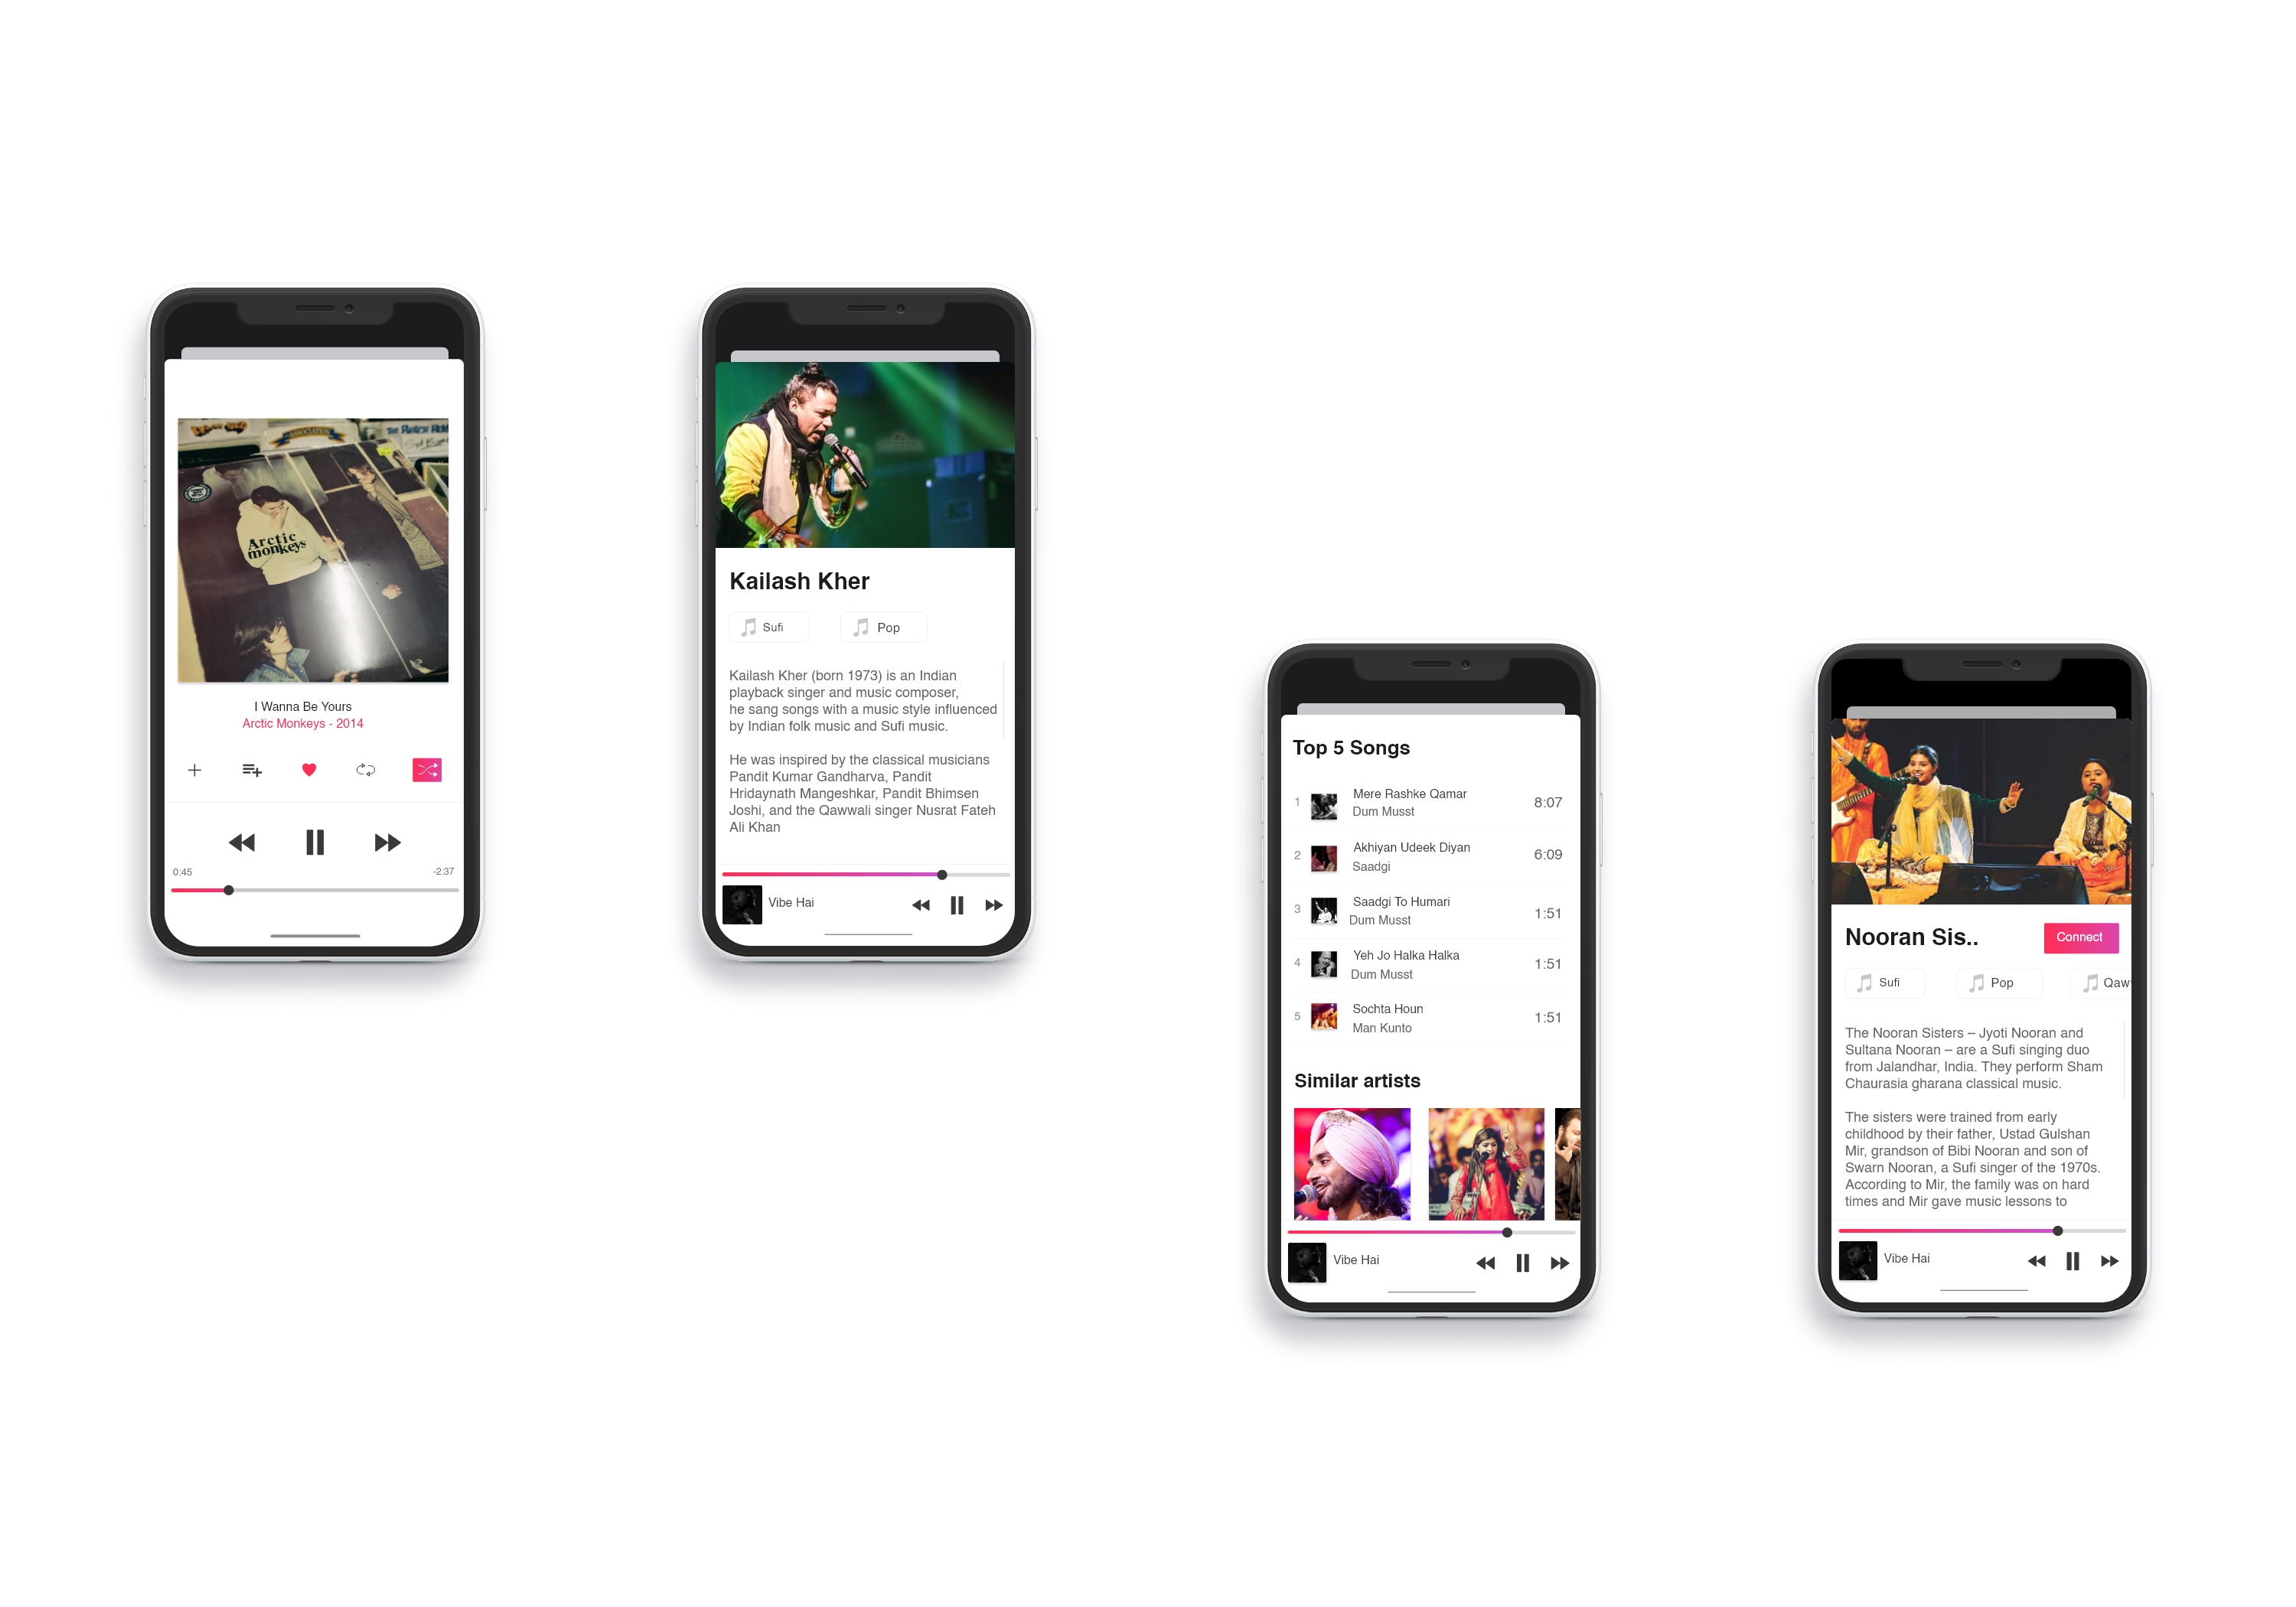 THE BEACH
ASSOCIATION
Arctic
monkeys
I Wanna Be Yours
Arctic Monkeys - 2014
0:45
-2:37
Kailash Kher
Sufi
Pop
Kailash Kher (born 1973) is an Indian
playback singer and music composer,
he sang songs with a music style influenced
by Indian folk music and Sufi music.
He was inspired by the classical musicians
Pandit Kumar Gandharva, Pandit
Hridaynath Mangeshkar, Pandit Bhimsen
Joshi, and the Qawwali singer Nusrat Fateh
Ali Khan
Vibe Hai
Top 5 Songs
1
Mere Rashke Qamar
Dum Musst
8:07
2
Akhiyan Udeek Diyan
Saadgi
6:09
3
Saadgi To Humari
Dum Musst
1:51
4
Yeh Jo Halka Halka
Dum Musst
1:51
5
Sochta Houn
Man Kunto
1:51
Similar artists
Vibe Hai
Nooran Sis..
Connect
Sufi
Pop
Qaw
The Nooran Sisters – Jyoti Nooran and
Sultana Nooran – are a Sufi singing duo
from Jalandhar, India. They perform Sham
Chaurasia gharana classical music.
The sisters were trained from early
childhood by their father, Ustad Gulshan
Mir, grandson of Bibi Nooran and son of
Swarn Nooran, a Sufi singer of the 1970s.
According to Mir, the family was on hard
times and Mir gave music lessons to
Vibe Hai